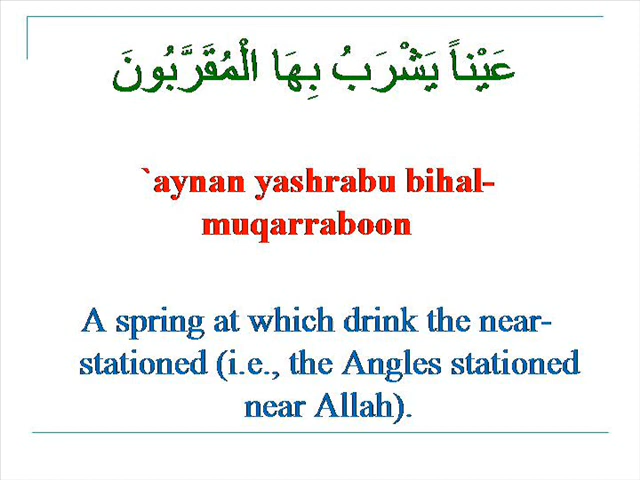 عَيْناً يَشْرَبُ بِهَا الْمُقَرَّبُونَ
`aynan yashrabu bihal-
muqarraboon
A spring at which drink the near-
stationed (i.e., the Angles stationed
near Allah).